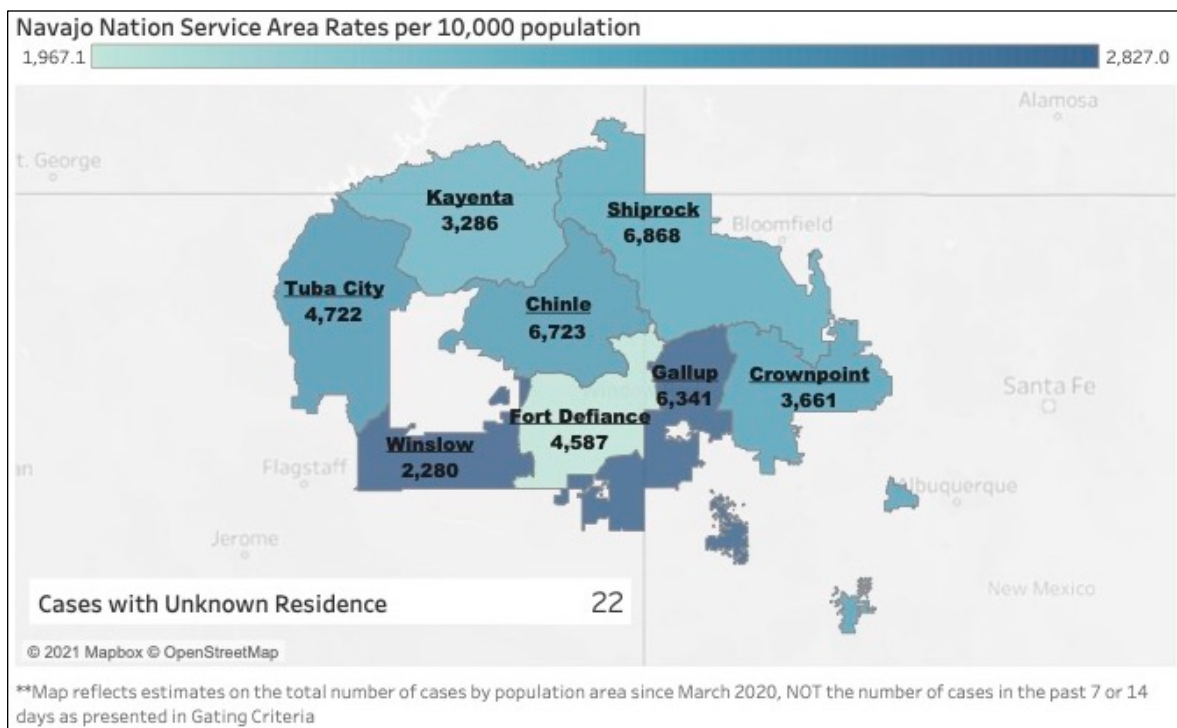 Navajo Nation Service Area Rates per 10,000 population
1,967.1
2,827.0
Alamosa
t. George
Kayenta
3,286
Shiprock
6,868
Bloomfield
Tuba City
4,722
Chinle
6,723
Gallup
6,341
Crownpoint
3,661
Santa Fe
Fort Defiance
4,587
Winslow
2,280
Flagstaff
an
Albuquerque
Jerome
New Mexico
Cases with Unknown Residence 22
© 2021 Mapbox © OpenStreetMap
**Map reflects estimates on the total number of cases by population area since March 2020, NOT the number of cases in the past 7 or 14
days as presented in Gating Criteria